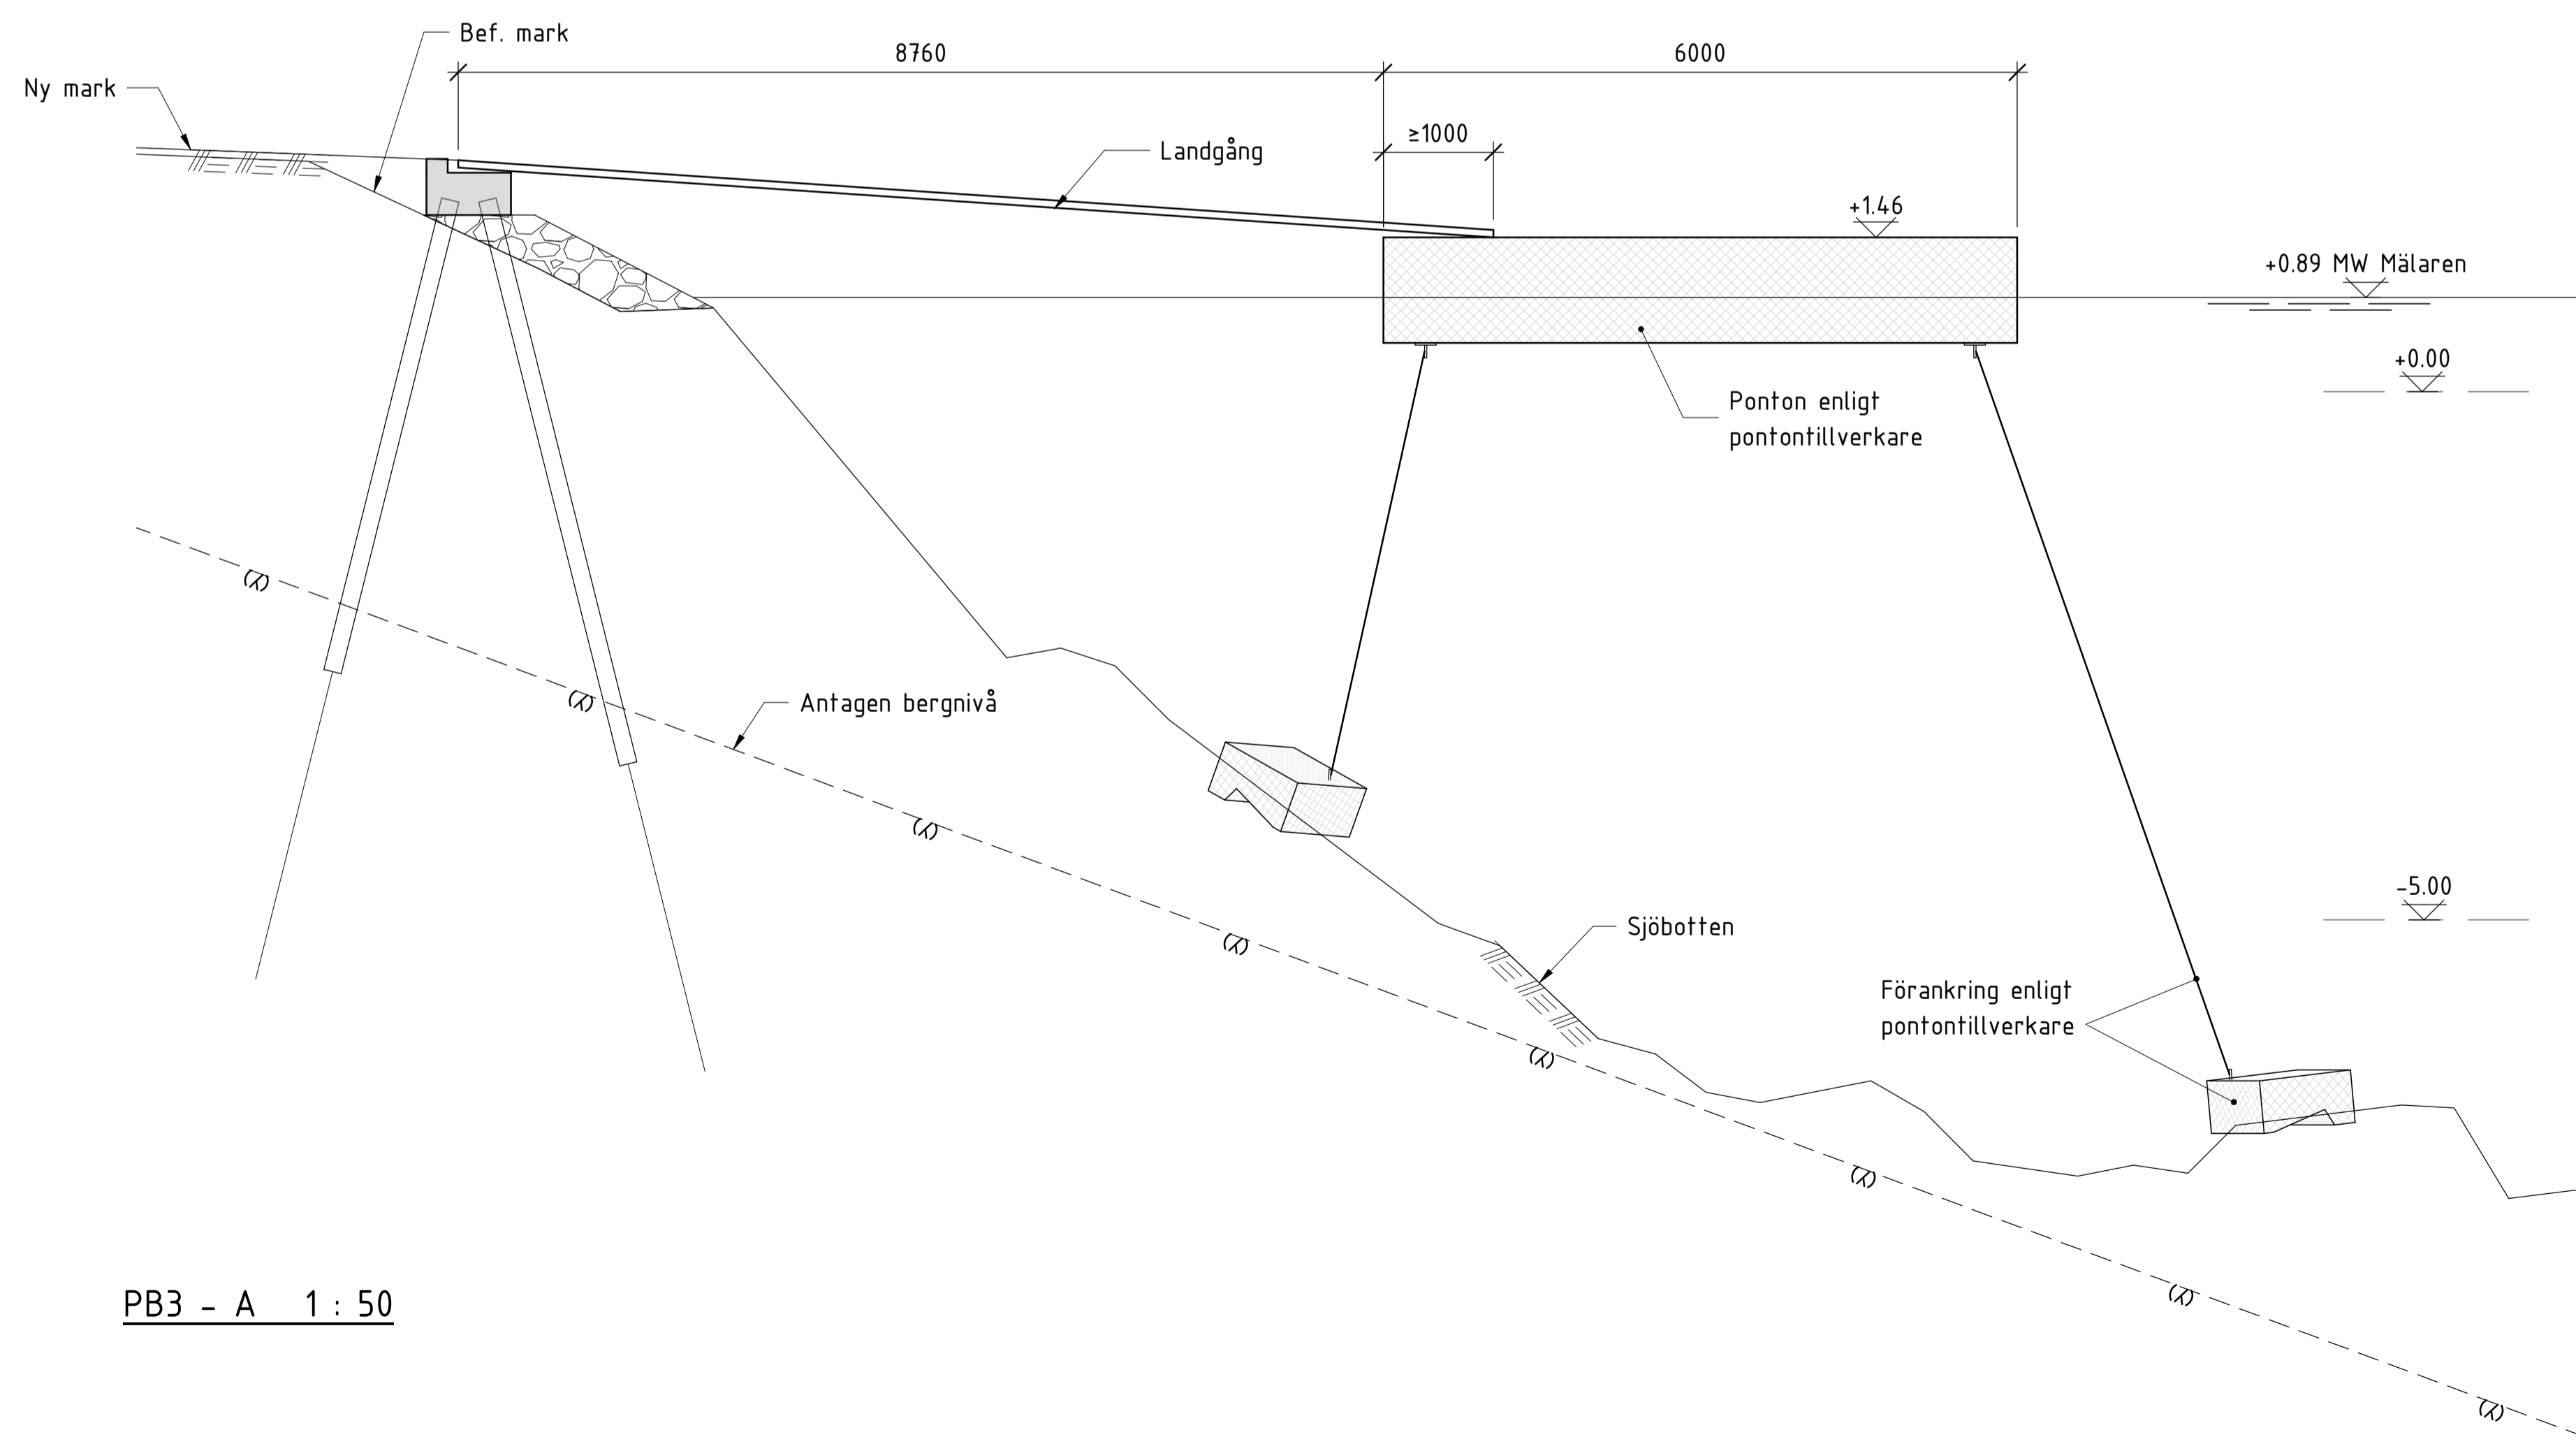 Bef. mark
8760
6000
Ny mark
≥1000
Landgång
+1.46
+0.89 MW Mälaren
+0.00
Ponton enligt
pontontillverkare
Antagen bergnivå
-5.00
Sjöbotten
Förankring enligt
pontontillverkare
PB3 - A 1 : 50